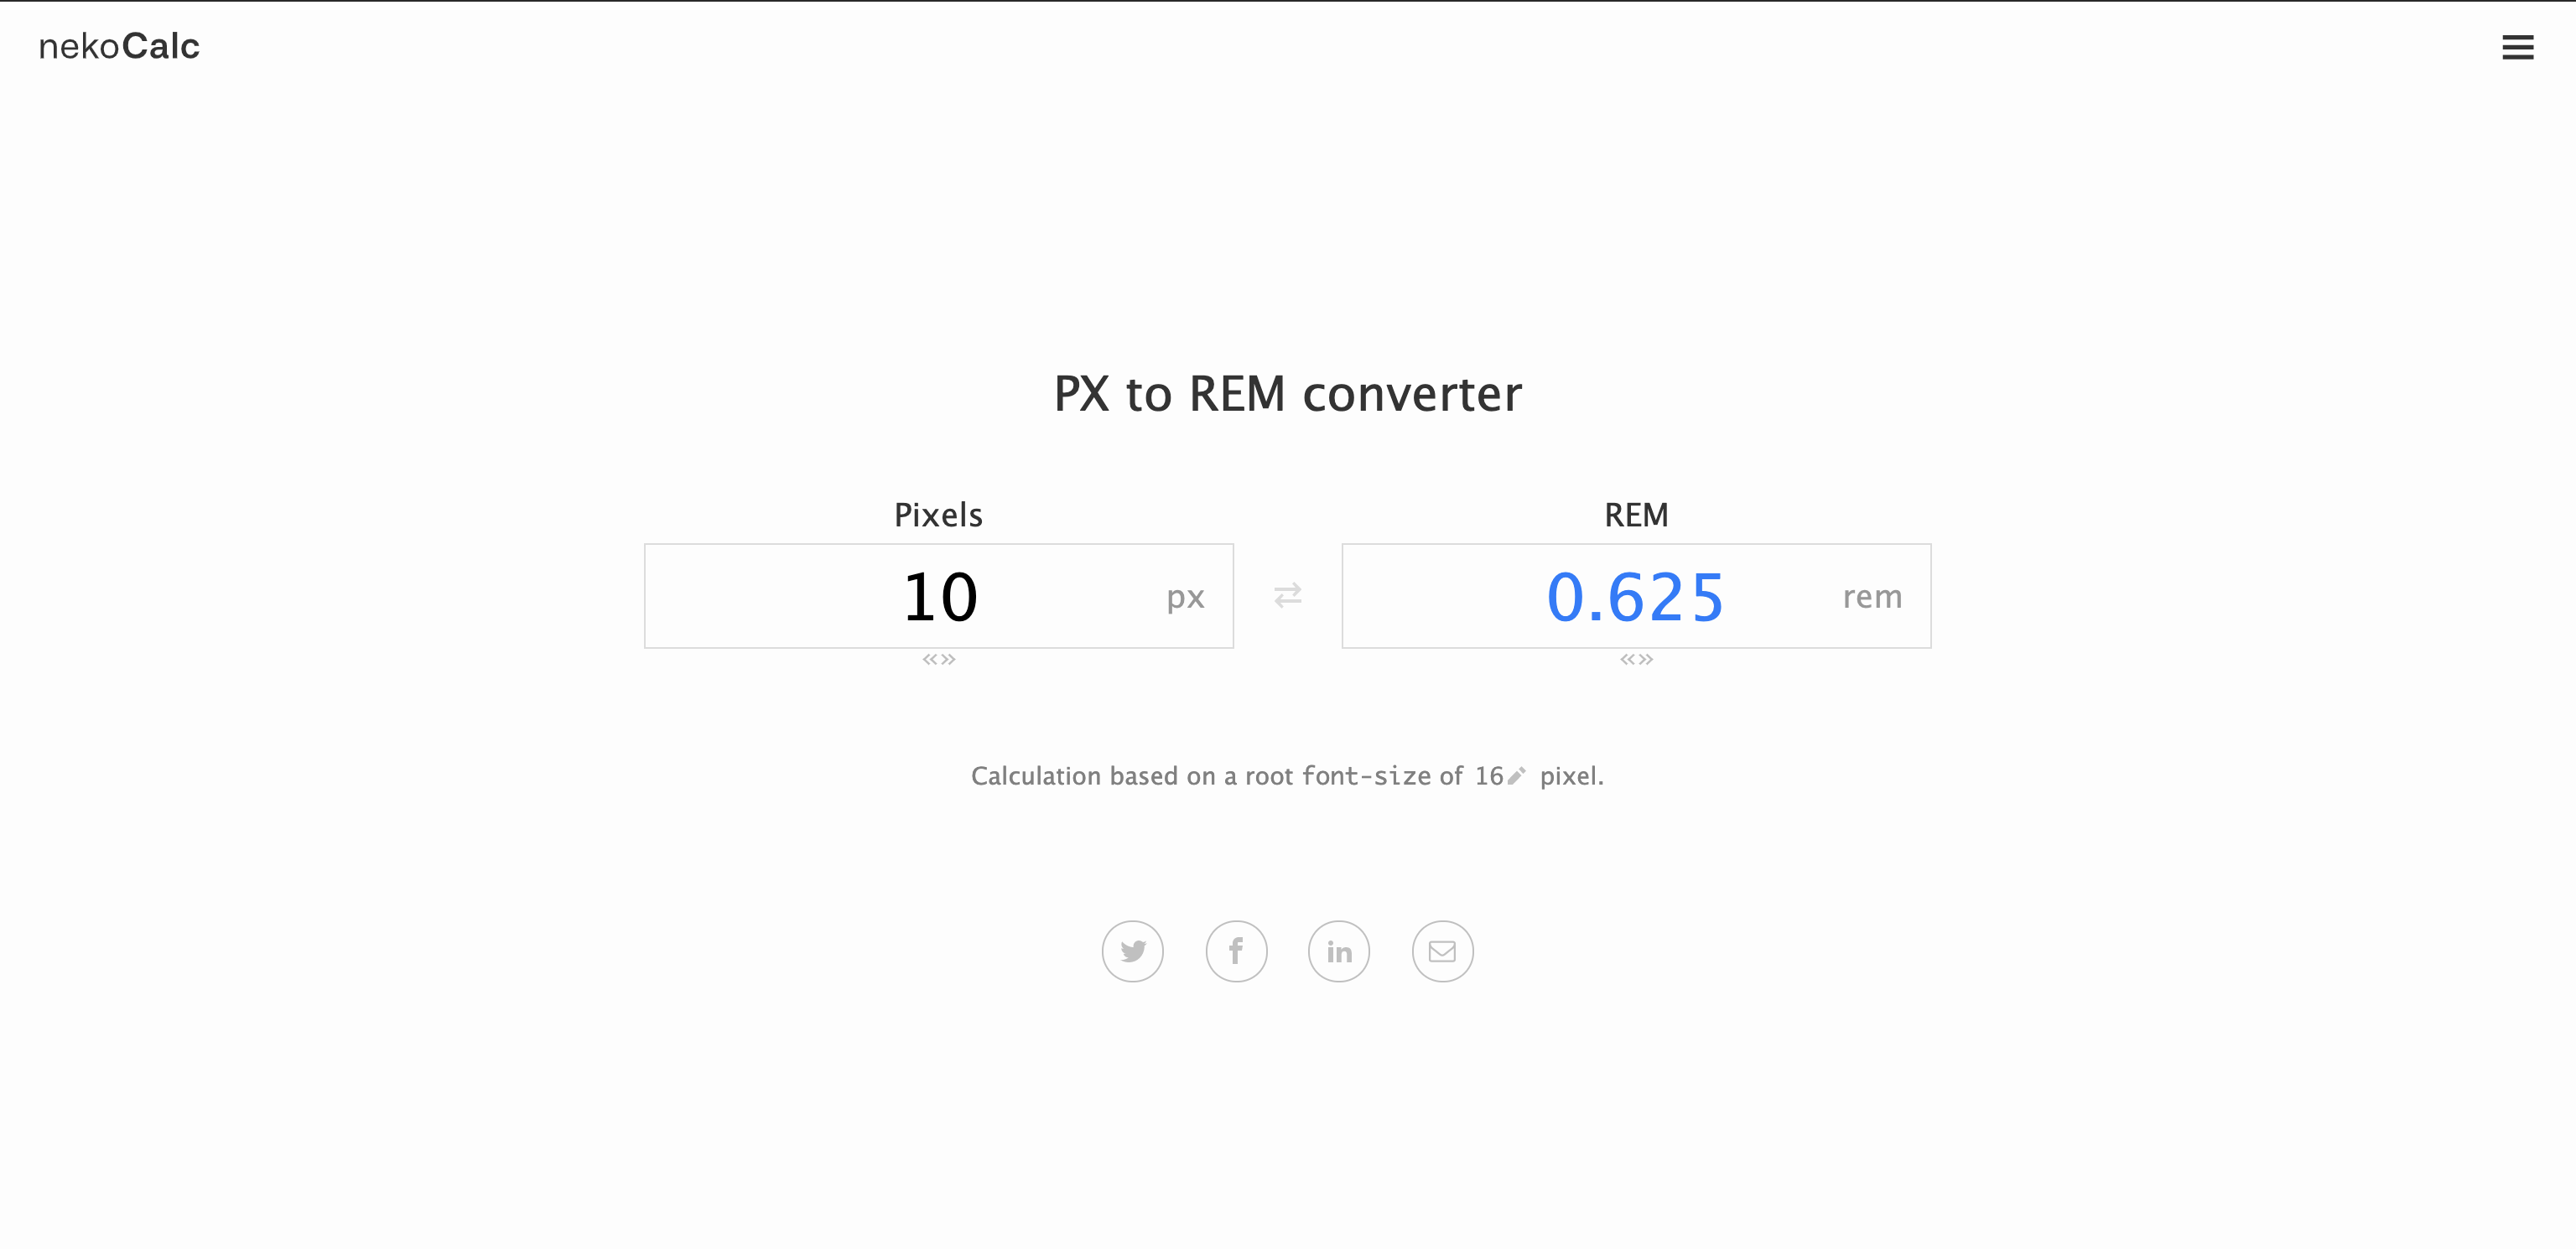 nekoCalc
PX to REM converter
Pixels
10 px
REM
0.625 rem
Calculation based on a root font-size of 16 pixel.